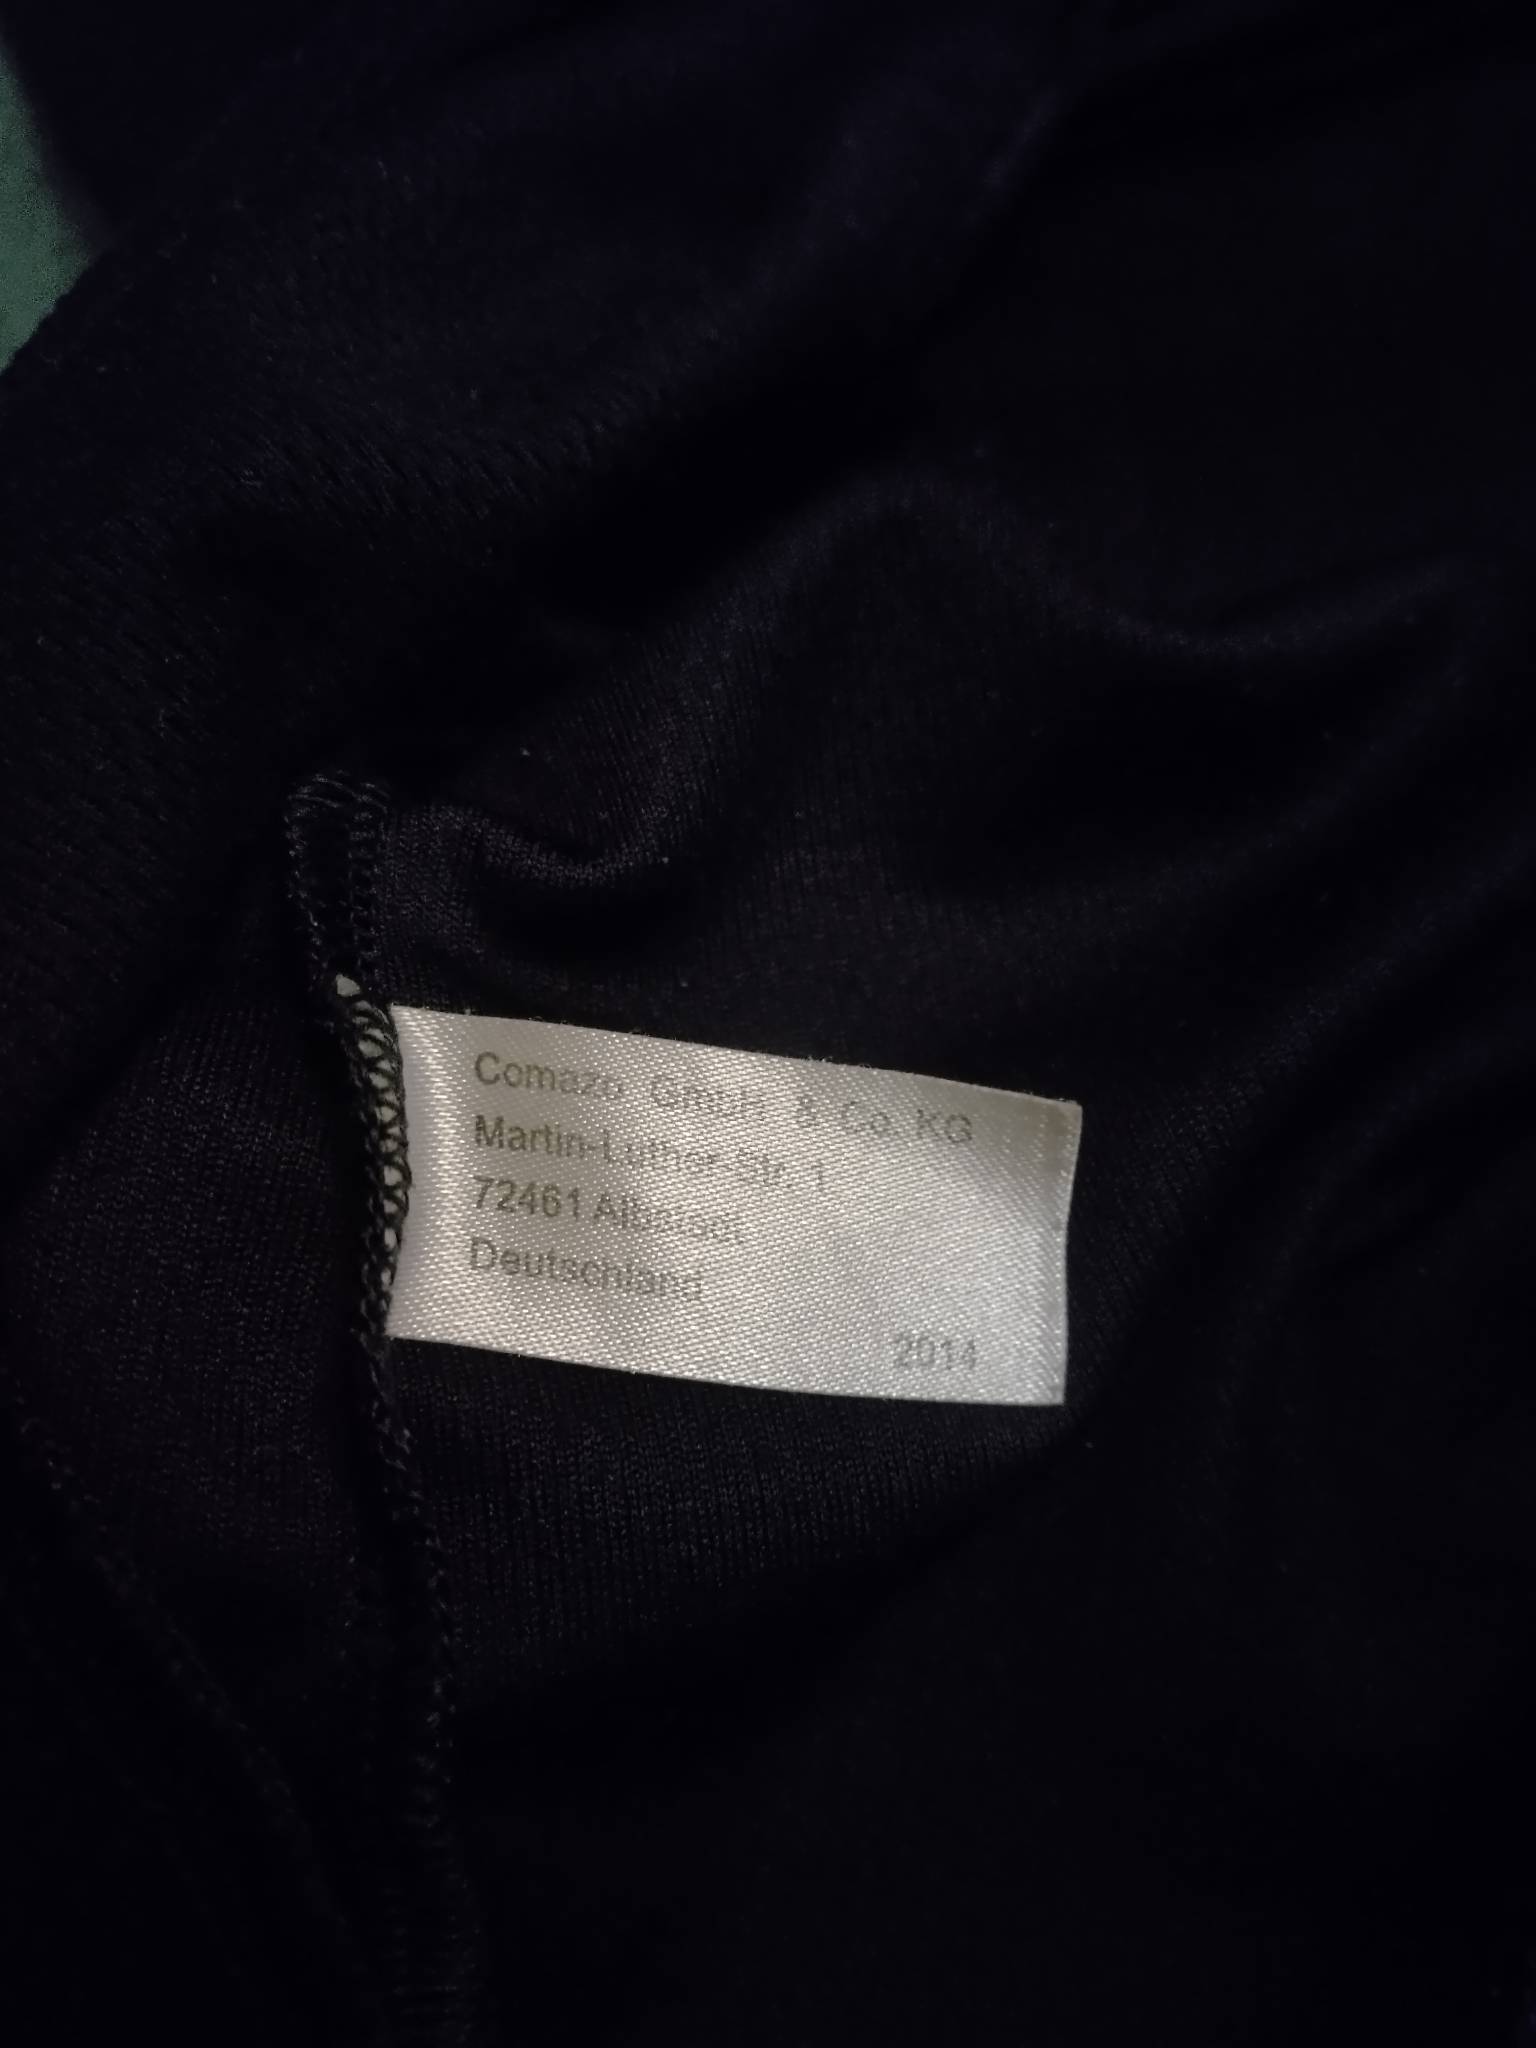 Comazo GmbH & Co. KG
Martin-Luther-Str. 1
72461 Albstadt
Deutschland
2014